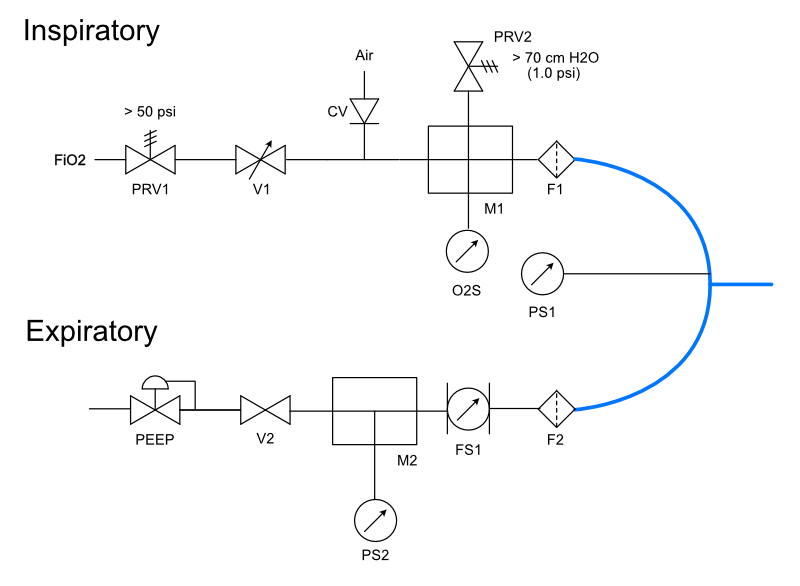 Inspiratory
PRV2
> 70 cm H2O
(1.0 psi)
Air
CV
> 50 psi
FiO2
PRV1
V1
M1
F1
O2S
PS1
Expiratory
PEEP
V2
M2
FS1
F2
PS2